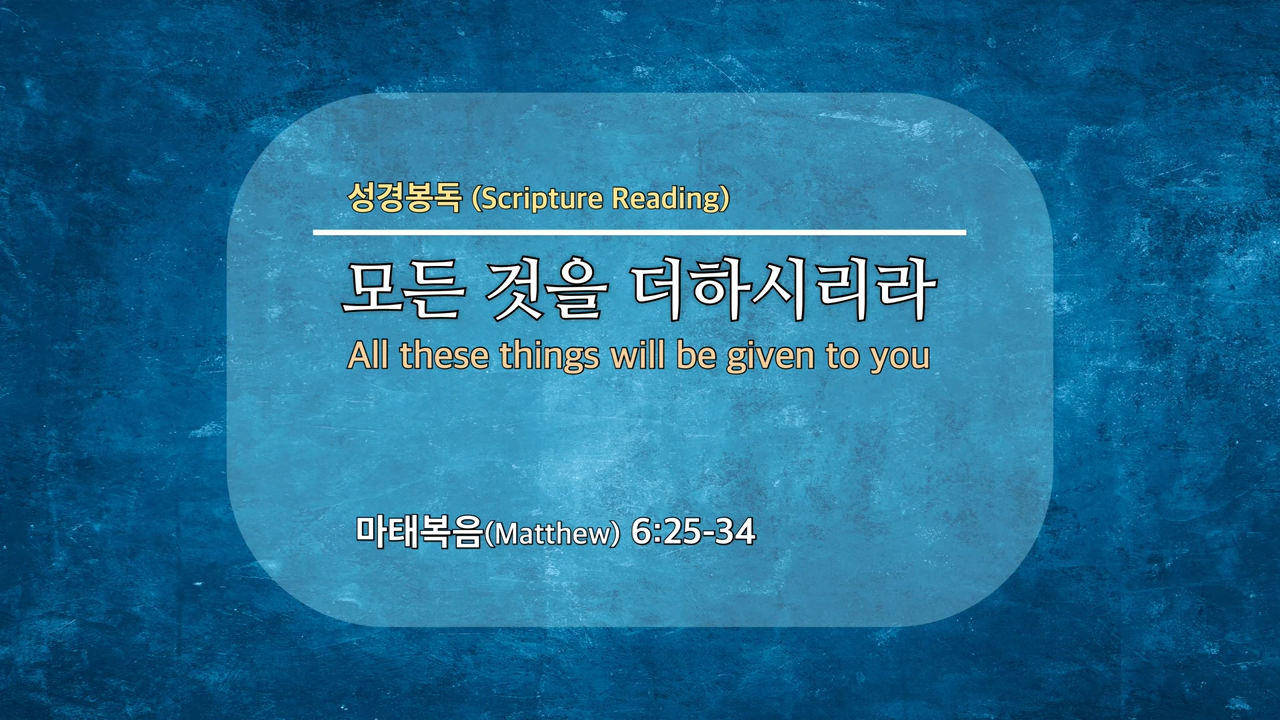 성경봉독 (Scripture Reading)
모든 것을 더하시리라
All these things will be given to you
마태복음(Matthew) 6:25-34